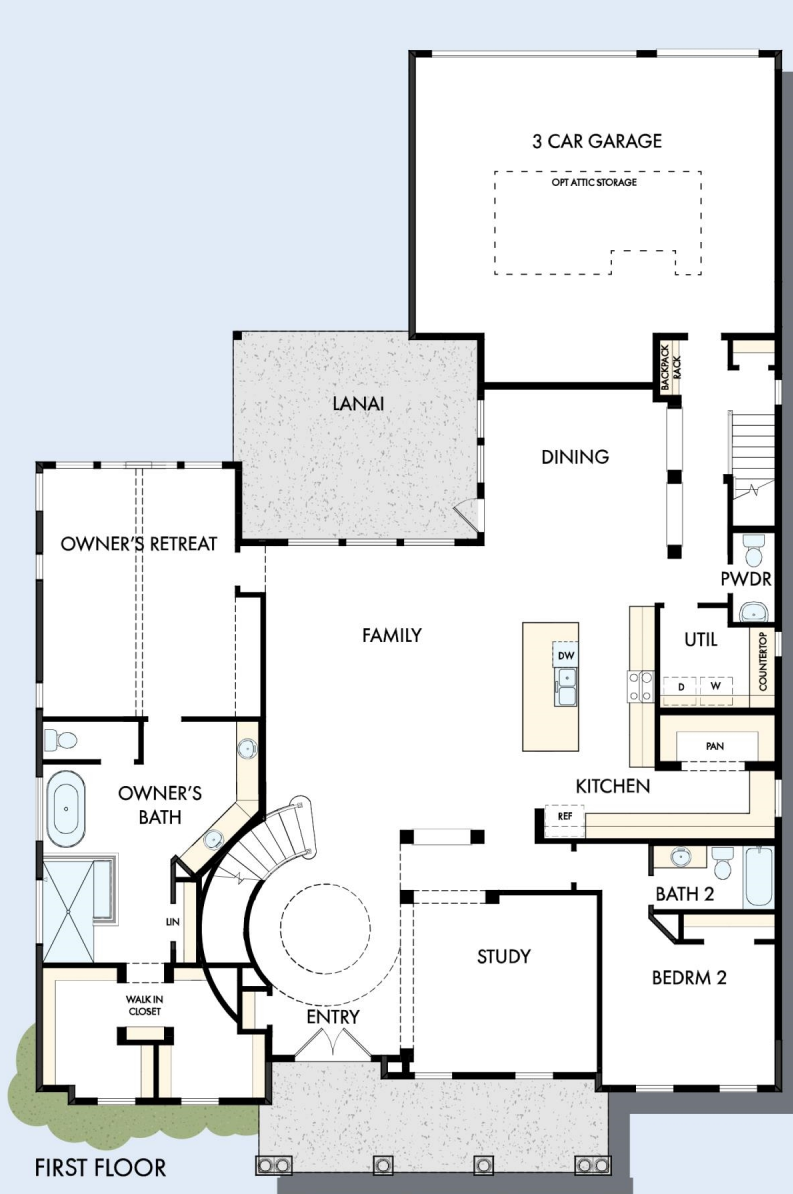 3 CAR GARAGE
OPT ATTIC STORAGE
BACKPACK
RACK
LANAI
DINING
OWNER'S RETREAT
PWDR
FAMILY
UTIL
COUNTERTOP
DW
D
W
PAN
KITCHEN
OWNER'S
BATH
REF
BATH 2
LIN
STUDY
BEDRM 2
WALK IN
CLOSET
ENTRY
FIRST FLOOR